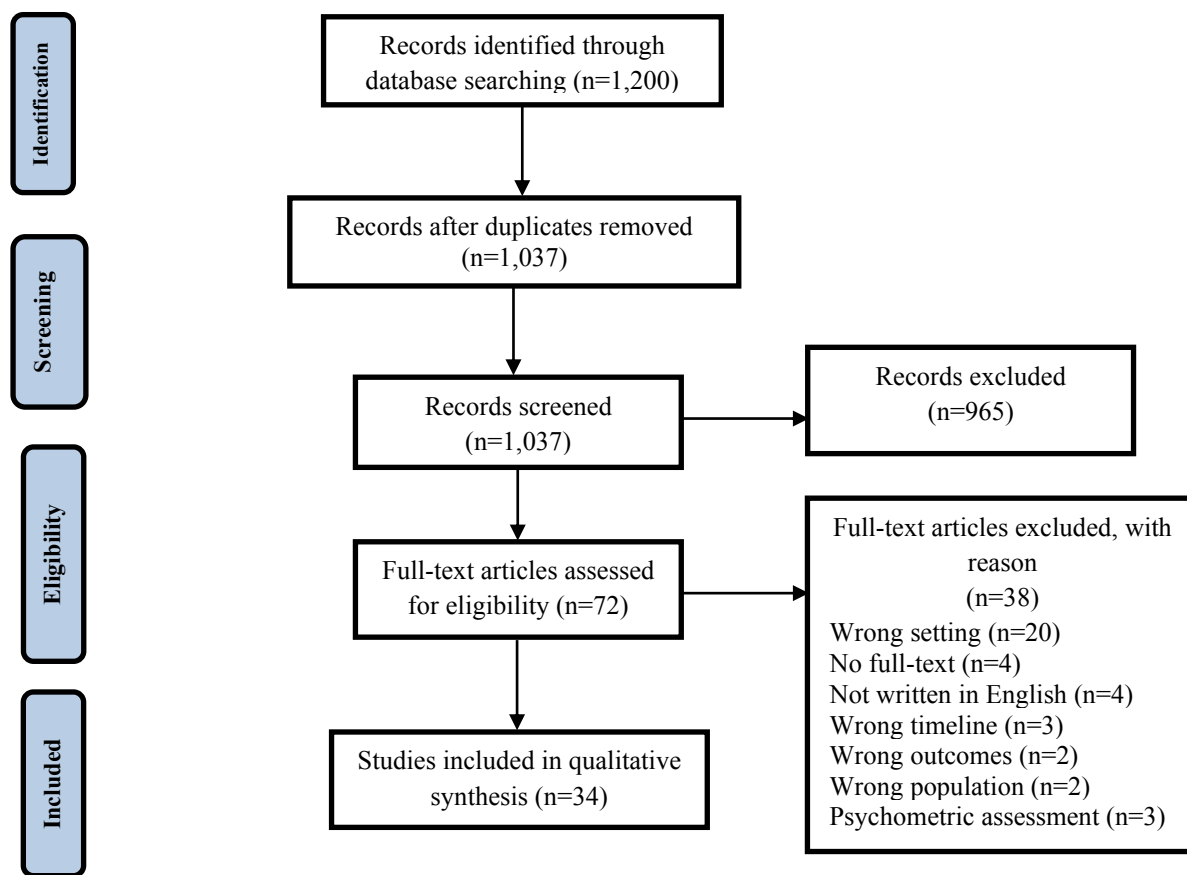 Identification
Records identified through
database searching (n=1,200)
Records after duplicates removed
(n=1,037)
Screening
Records screened
(n=1,037)
Records excluded
(n=965)
Eligibility
Full-text articles assessed
for eligibility (n=72)
Full-text articles excluded, with
reason
(n=38)
Wrong setting (n=20)
No full-text (n=4)
Not written in English (n=4)
Wrong timeline (n=3)
Wrong outcomes (n=2)
Wrong population (n=2)
Psychometric assessment (n=3)
Included
Studies included in qualitative
synthesis (n=34)